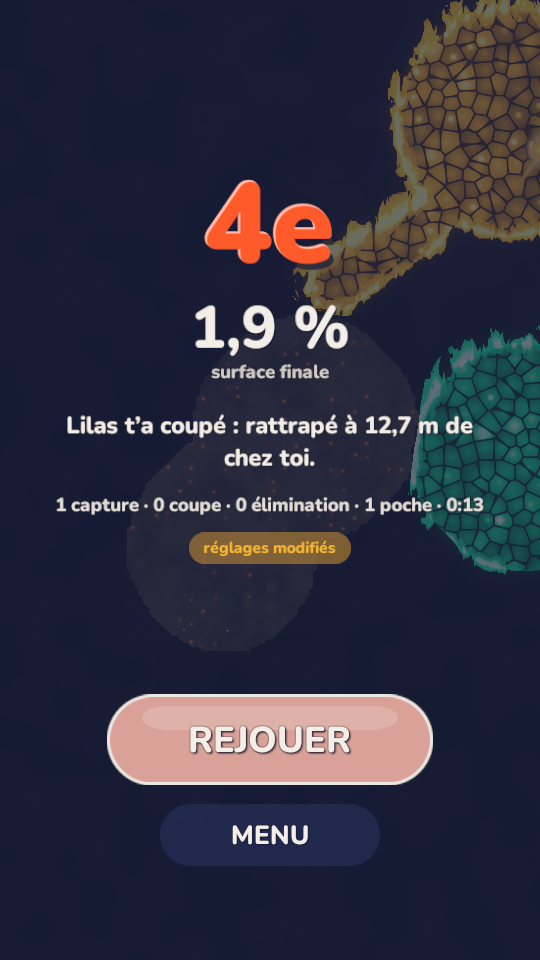 4e
1,9 %
surface finale
Lilas t’a coupé : rattrapé à 12,7 m de
chez toi.
1 capture · 0 coupe · 0 élimination · 1 poche · 0:13
réglages modifiés
REJOUER
MENU